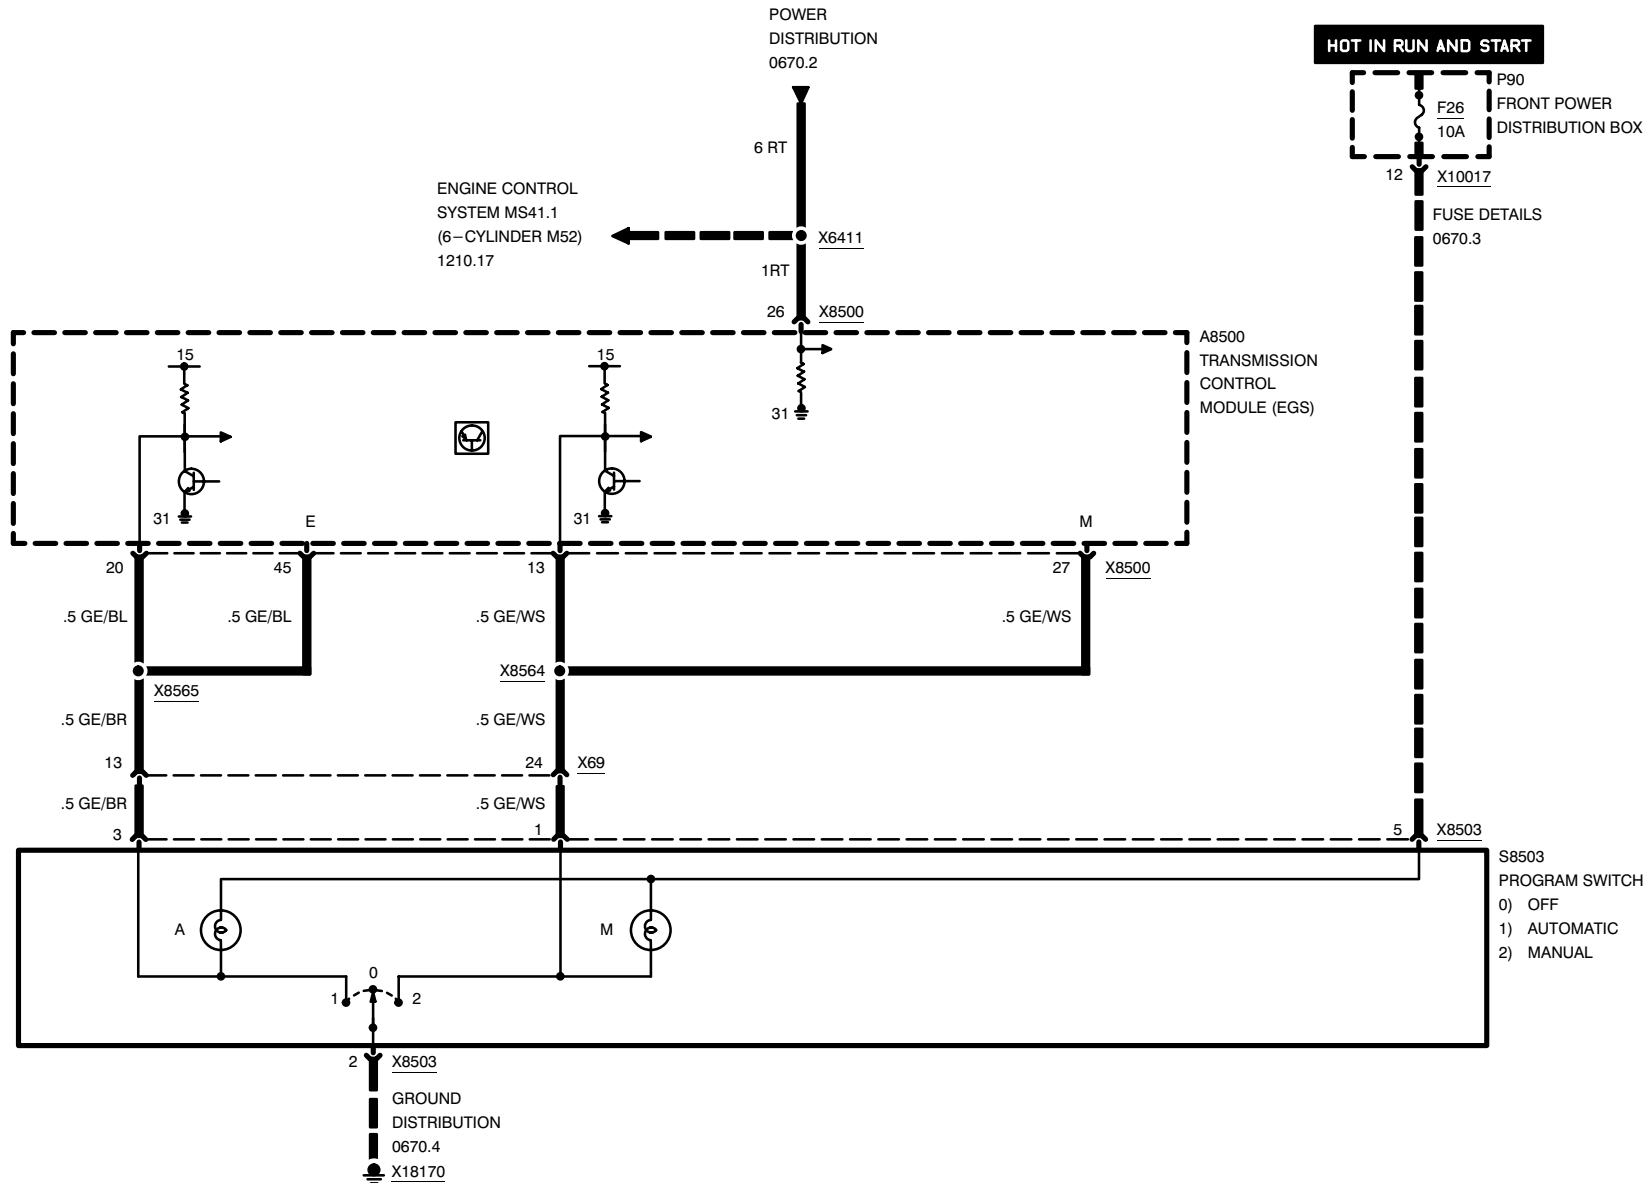 POWER
DISTRIBUTION
0670.2
HOT IN RUN AND START
P90
FRONT POWER
DISTRIBUTION BOX
F26
10A
12
X10017
FUSE DETAILS
0670.3
6 RT
ENGINE CONTROL
SYSTEM MS41.1
(6–CYLINDER M52)
1210.17
X6411
1RT
26
X8500
A8500
TRANSMISSION
CONTROL
MODULE (EGS)
15
15
31
31
E
31
M
20
45
13
27
X8500
.5 GE/BL
.5 GE/BL
.5 GE/WS
.5 GE/WS
X8565
X8564
.5 GE/BR
.5 GE/WS
13
24
X69
.5 GE/BR
.5 GE/WS
3
1
5
X8503
S8503
PROGRAM SWITCH
0) OFF
1) AUTOMATIC
2) MANUAL
A
M
0
1
2
2
X8503
GROUND
DISTRIBUTION
0670.4
X18170